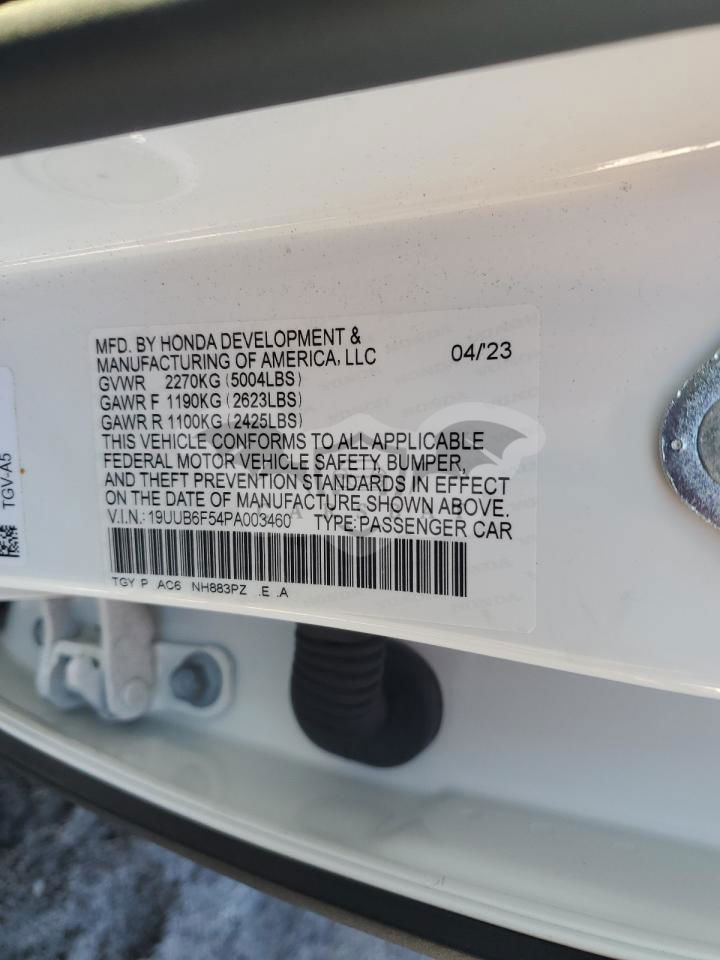 MFD. BY HONDA DEVELOPMENT &
MANUFACTURING OF AMERICA, LLC 04/'23
GVWR 2270KG (5004LBS)
GAWR F 1190KG (2623LBS)
GAWR R 1100KG (2425LBS)
THIS VEHICLE CONFORMS TO ALL APPLICABLE
FEDERAL MOTOR VEHICLE SAFETY, BUMPER,
AND THEFT PREVENTION STANDARDS IN EFFECT
ON THE DATE OF MANUFACTURE SHOWN ABOVE.
V.I.N.: 19UUB6F54PA003460 TYPE: PASSENGER CAR
TGY P AC6 NH883PZ .E .A
TGV-A5